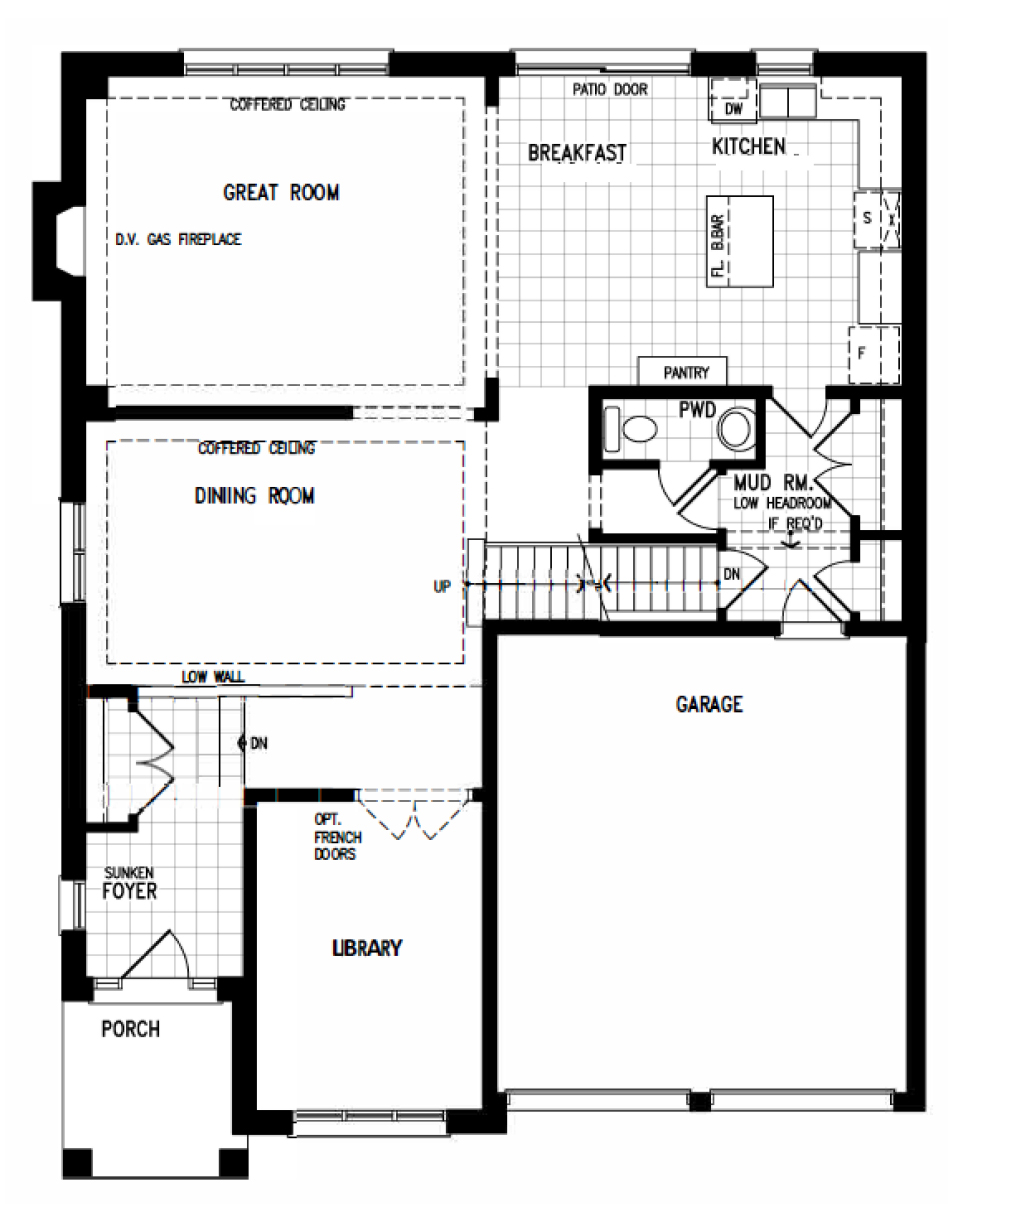 PATIO DOOR
COFFERED CEILING
DW
KITCHEN
BREAKFAST
GREAT ROOM
S
X
FL. B.BAR
D.V. GAS FIREPLACE
F
PANTRY
PWD
COFFERED CEILING
MUD RM.
DINIING ROOM
LOW HEADROOM
IF REQ'D
DN
UP
LOW WALL
GARAGE
DN
OPT.
FRENCH
DOORS
SUNKEN
FOYER
LIBRARY
PORCH